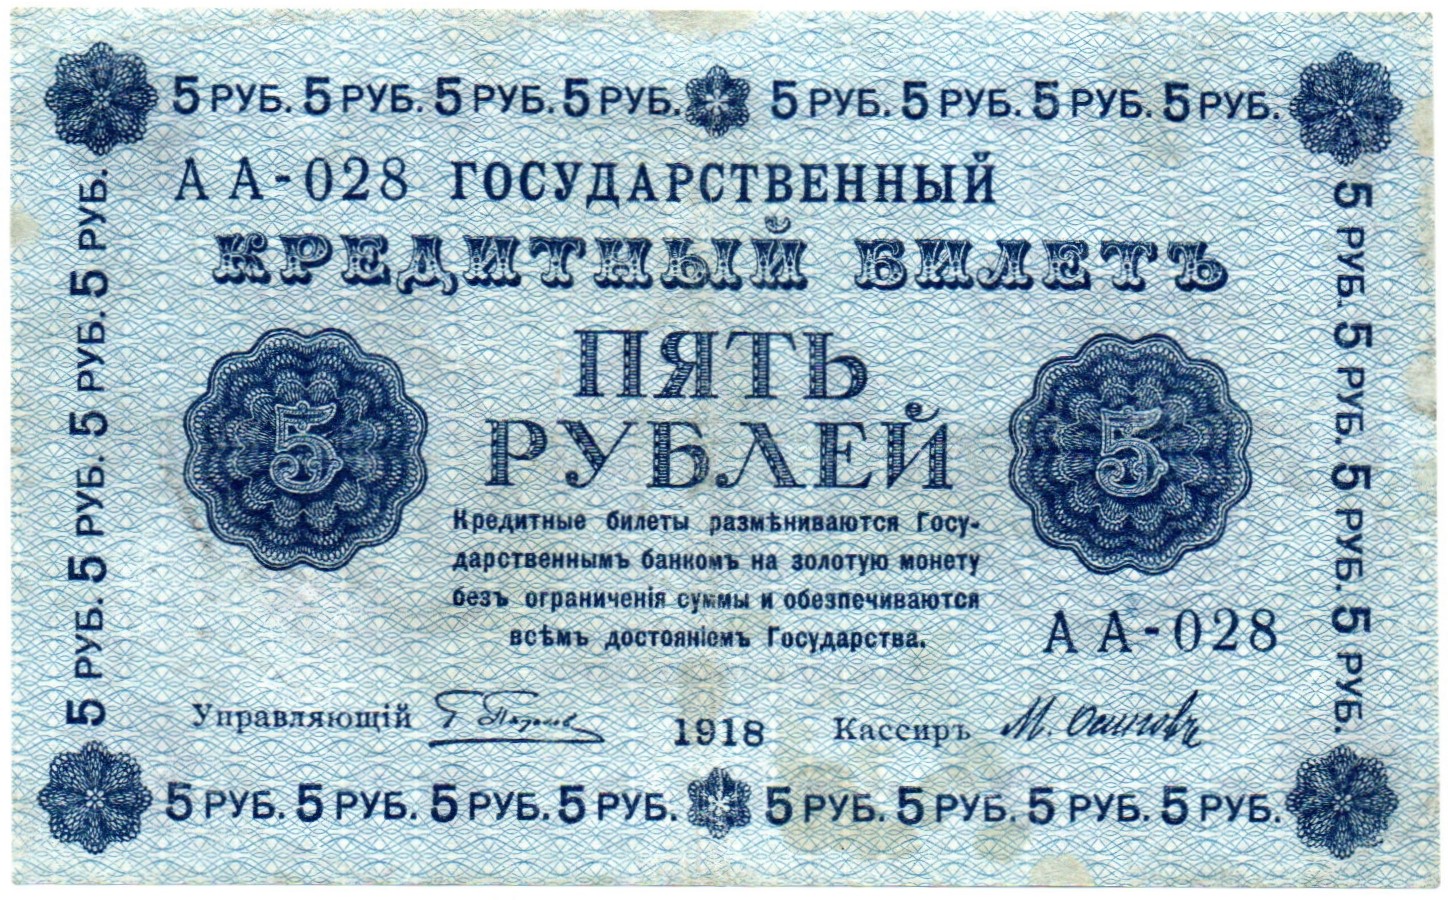 5 РУБ. 5 РУБ. 5 РУБ. 5 РУБ. 5 РУБ. 5 РУБ. 5 РУБ. 5 РУБ.
АА-028 ГОСУДАРСТВЕННЫЙ
КРЕДИТНЫЙ БИЛЕТЪ
ПЯТЬ
РУБЛЕЙ
5
5
Кредитные билеты размѣниваются Госу-
дарственнымъ банкомъ на золотую монету
безъ ограниченія суммы и обезпечиваются
всѣмъ достояніемъ Государства.
АА-028
Управляющій
1918
Кассиръ М. Осиповъ
5 РУБ. 5 РУБ. 5 РУБ. 5 РУБ. 5 РУБ. 5 РУБ. 5 РУБ. 5 РУБ.
5 РУБ. 5 РУБ. 5 РУБ. 5 РУБ.
5 РУБ. 5 РУБ. 5 РУБ. 5 РУБ.